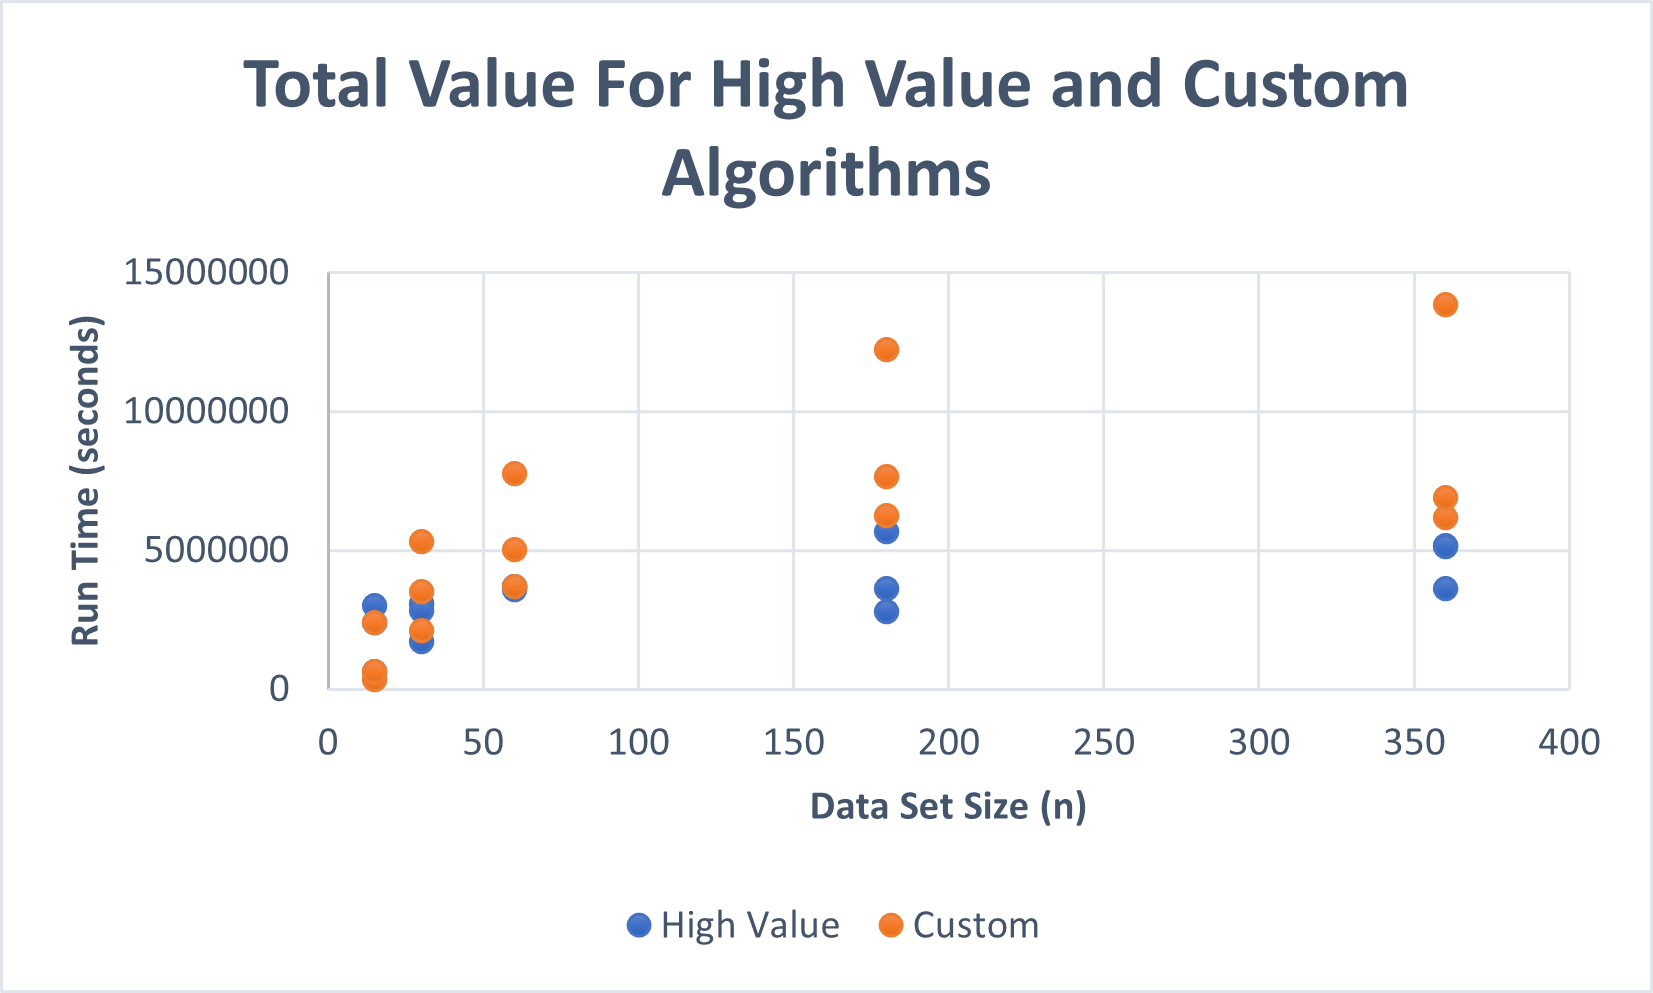 Total Value For High Value and Custom
Algorithms
Run Time (seconds)
15000000
10000000
5000000
0
0 50 100 150 200 250 300 350 400
Data Set Size (n)
High Value Custom